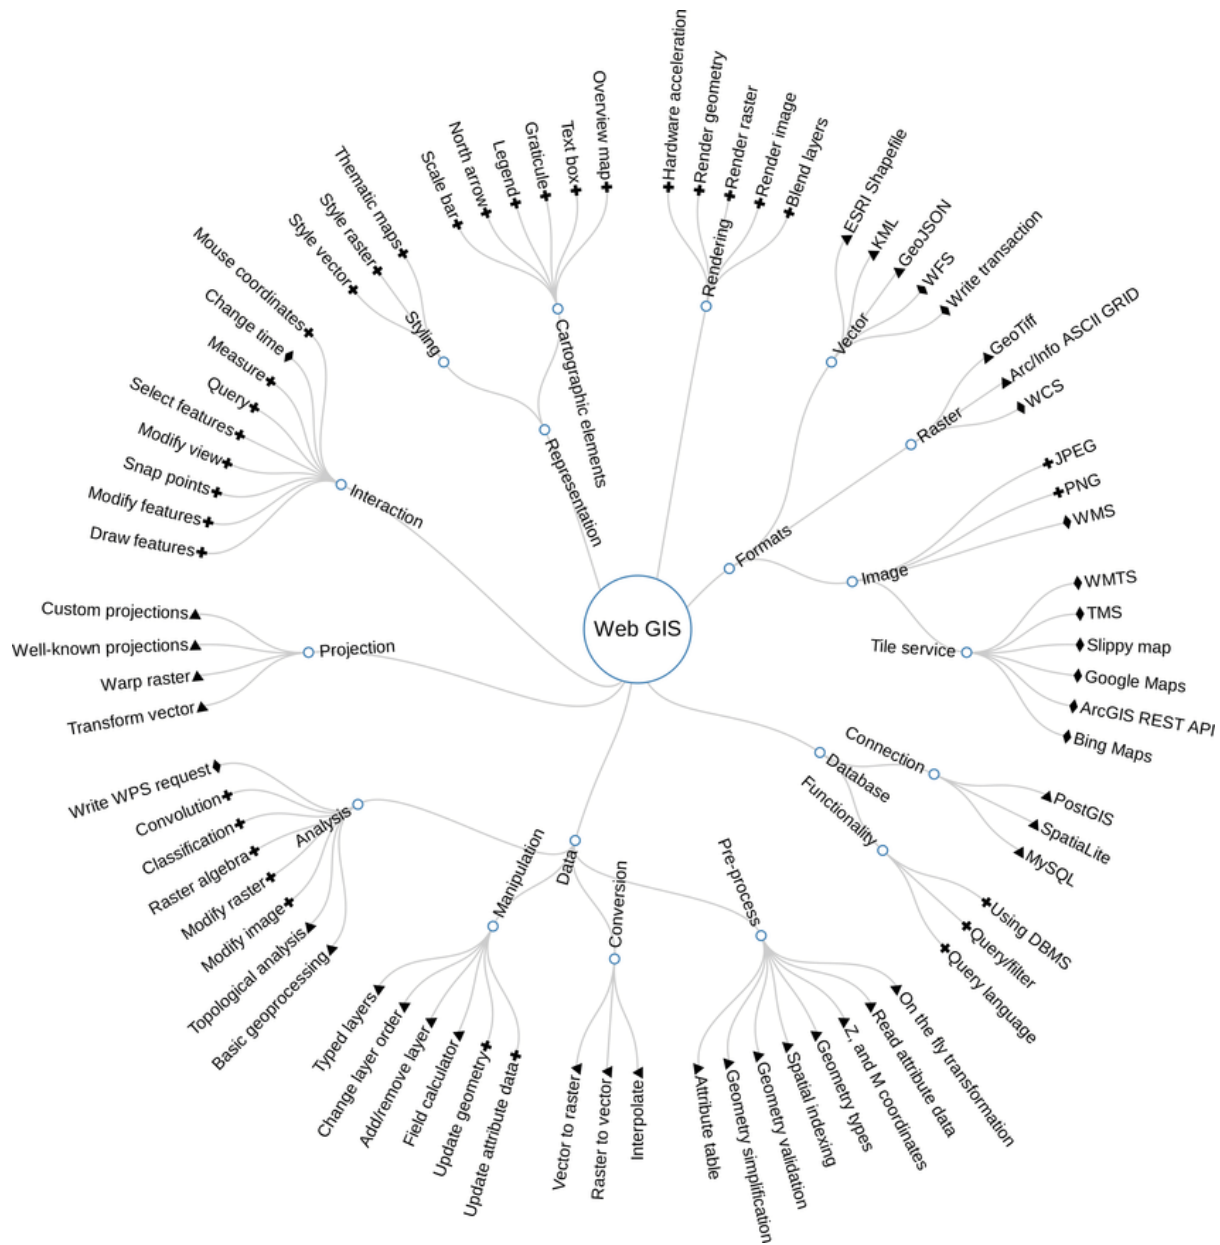 Web GIS
Rendering
Hardware acceleration
Render geometry
Render raster
Render image
Blend layers
Formats
Vector
ESRI Shapefile
KML
GeoJSON
WFS
Write transaction
Raster
GeoTiff
Arc/Info ASCII GRID
WCS
Image
JPEG
PNG
WMS
Tile service
WMTS
TMS
Slippy map
Google Maps
ArcGIS REST API
Bing Maps
Database
Connection
PostGIS
SpatiaLite
MySQL
Functionality
Using DBMS
Query/filter
Query language
Data
Pre-process
On the fly transformation
Read attribute data
Z, and M coordinates
Geometry types
Spatial indexing
Geometry validation
Geometry simplification
Attribute table
Conversion
Interpolate
Raster to vector
Vector to raster
Manipulation
Update attribute data
Update geometry
Field calculator
Add/remove layer
Change layer order
Typed layers
Analysis
Basic geoprocessing
Topological analysis
Modify image
Modify raster
Raster algebra
Classification
Convolution
Write WPS request
Projection
Transform vector
Warp raster
Well-known projections
Custom projections
Interaction
Draw features
Modify features
Snap points
Modify view
Select features
Query
Measure
Change time
Mouse coordinates
Representation
Styling
Style vector
Style raster
Thematic maps
Cartographic elements
Scale bar
North arrow
Legend
Graticule
Text box
Overview map